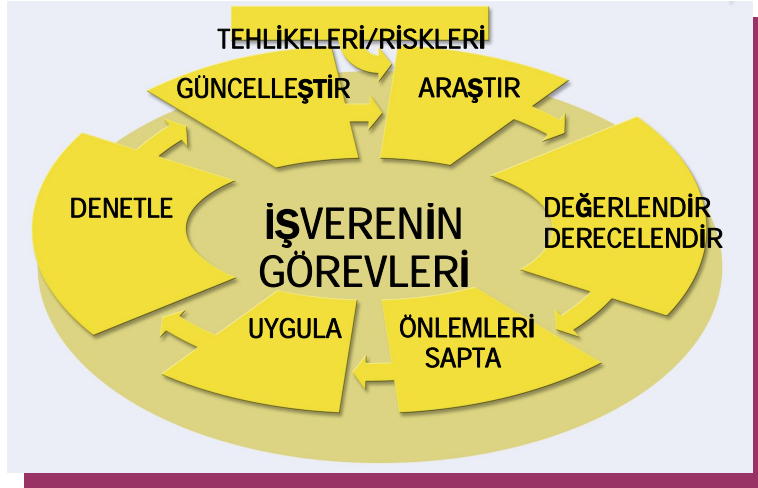 TEHLİKELERİ/RİSKLERİ
GÜNCELLEŞTİR
ARAŞTIR
DENETLE
DEĞERLENDİR
DERECELENDİR
İŞVERENİN
GÖREVLERİ
UYGULA
ÖNLEMLERİ
SAPTA